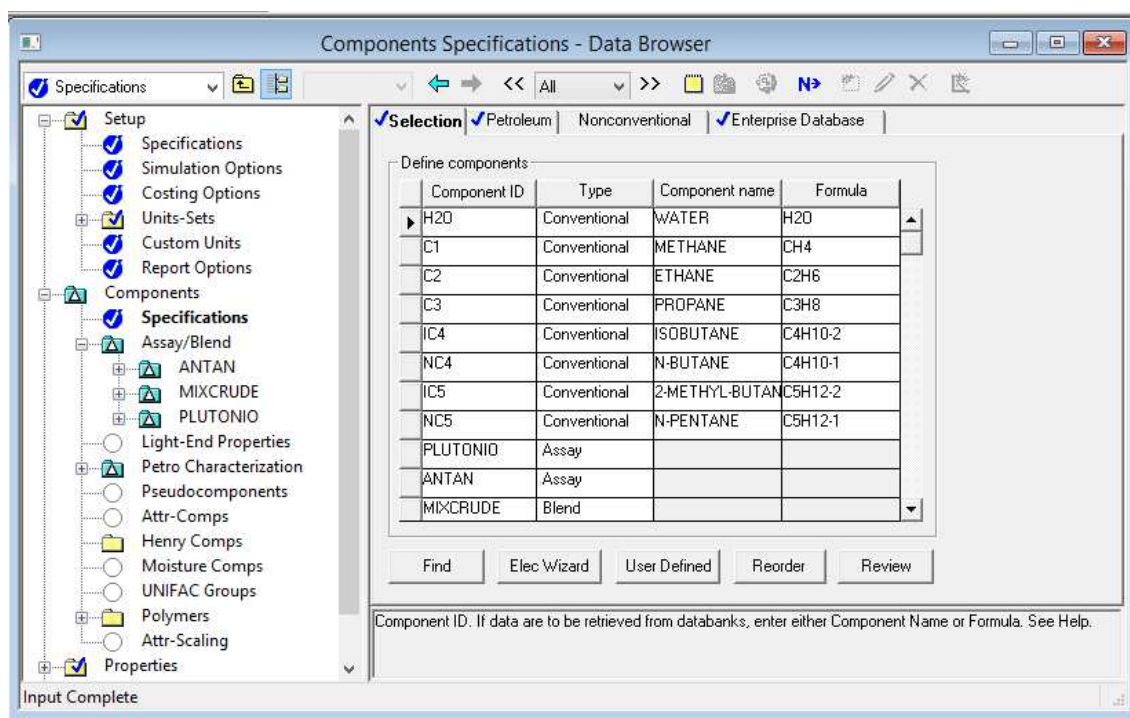 Components Specifications - Data Browser
Specifications
<< All >>
N>
Setup
Specifications
Simulation Options
Costing Options
Units-Sets
Custom Units
Report Options
Components
Specifications
Assay/Blend
ANTAN
MIXCRUDE
PLUTONIO
Light-End Properties
Petro Characterization
Pseudocomponents
Attr-Comps
Henry Comps
Moisture Comps
UNIFAC Groups
Polymers
Attr-Scaling
Properties
Selection Petroleum Nonconventional Enterprise Database
Define components
Component ID Type Component name Formula
H2O Conventional WATER H2O
C1 Conventional METHANE CH4
C2 Conventional ETHANE C2H6
C3 Conventional PROPANE C3H8
IC4 Conventional ISOBUTANE C4H10-2
NC4 Conventional N-BUTANE C4H10-1
IC5 Conventional 2-METHYL-BUTAN C5H12-2
NC5 Conventional N-PENTANE C5H12-1
PLUTONIO Assay
ANTAN Assay
MIXCRUDE Blend
Find Elec Wizard User Defined Reorder Review
Component ID. If data are to be retrieved from databanks, enter either Component Name or Formula. See Help.
Input Complete